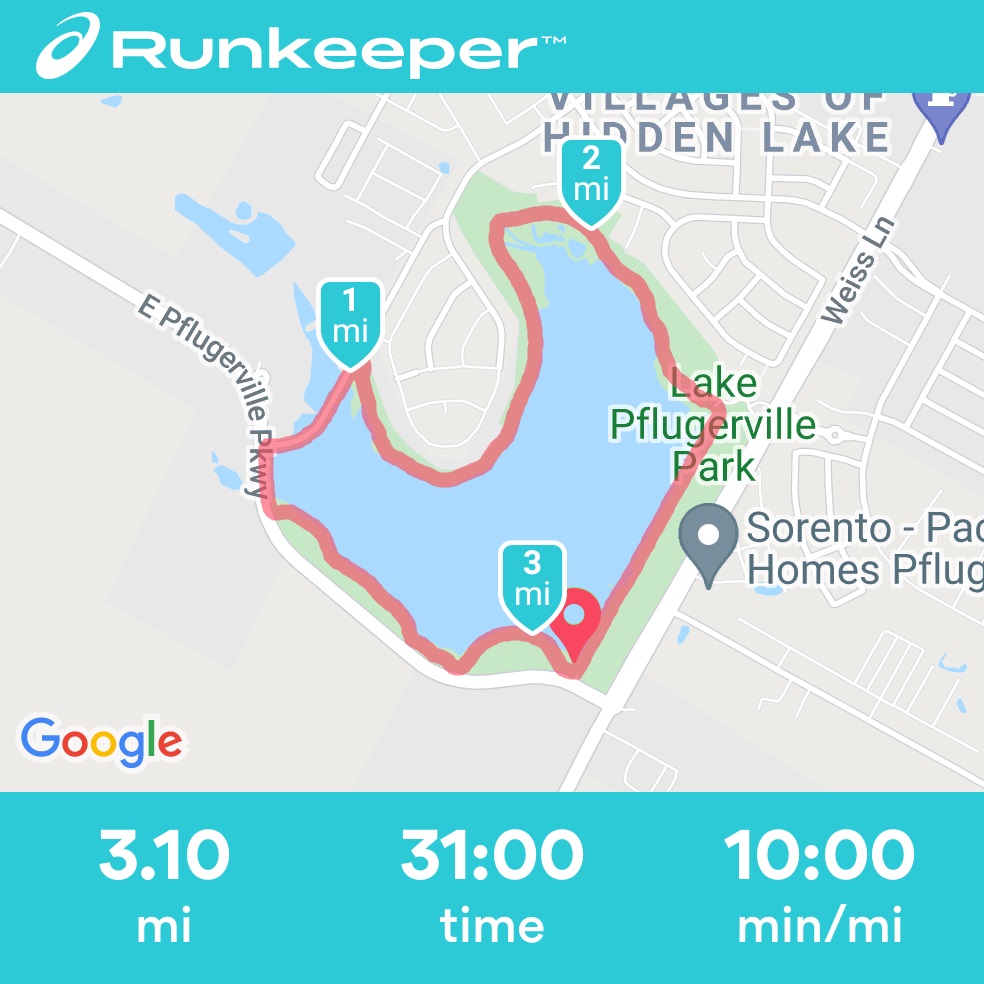 Runkeeper™
VILLAGES OF
HIDDEN LAKE
2
mi
Weiss Ln
1
mi
E Pflugerville Pkwy
Lake
Pflugerville
Park
Sorento - Pac
Homes Pflug
3
mi
Google
3.10
31:00
10:00
mi
time
min/mi